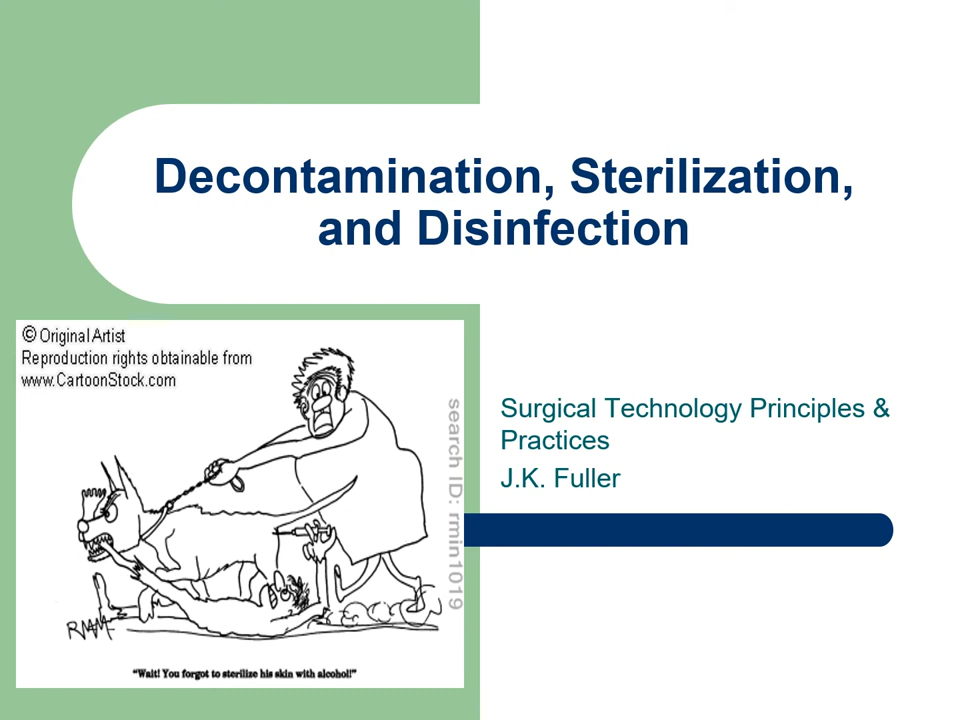 Decontamination, Sterilization,
and Disinfection
© Original Artist
Reproduction rights obtainable from
www.CartoonStock.com
search ID: rmin1019
RAM
"Wait! You forgot to sterilize his skin with alcohol!"
Surgical Technology Principles &
Practices
J.K. Fuller